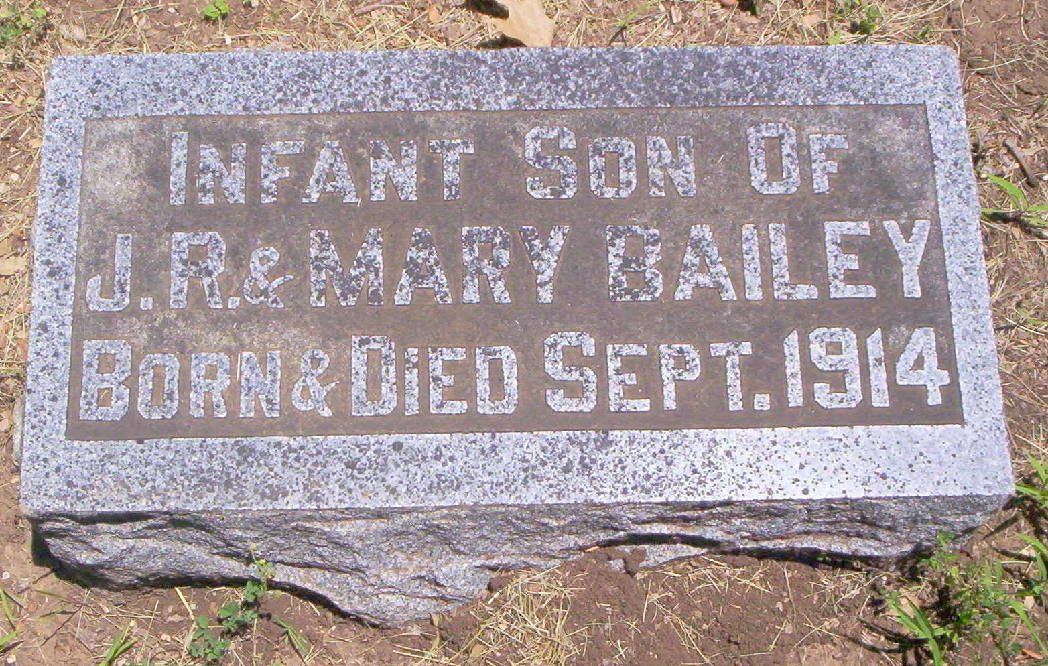 INFANT SON OF
J.R. & MARY BAILEY
BORN & DIED SEPT. 1914